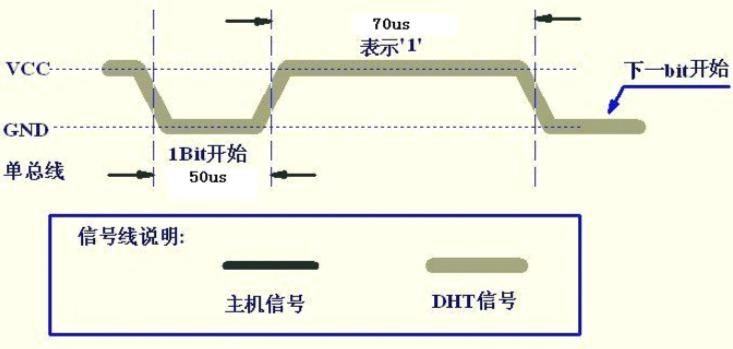 70us
表示'1'
VCC
下一bit开始
GND
1Bit开始
单总线
50us
信号线说明:
主机信号
DHT信号